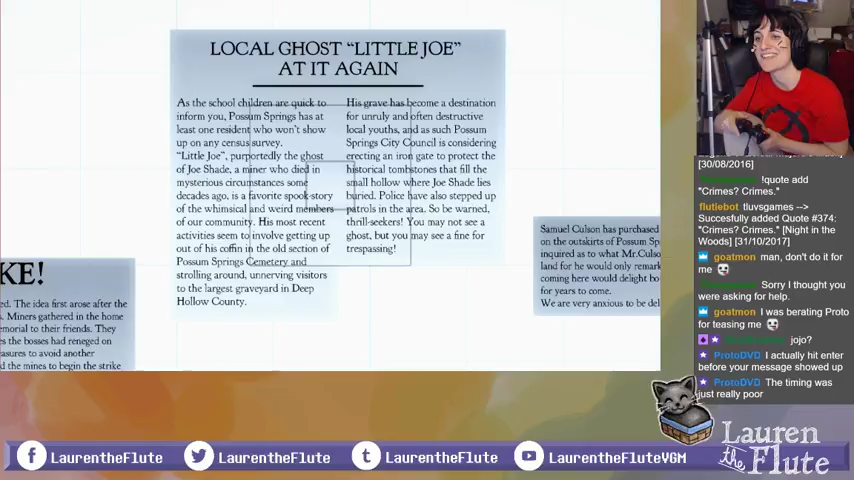 LOCAL GHOST “LITTLE JOE”
AT IT AGAIN
As the school children are quick to
inform you, Possum Springs has at
least one resident who won't show
up on any census survey.
“Little Joe”, purportedly the ghost
of Joe Shade, a miner who died in
mysterious circumstances some
decades ago, is a favorite spook-story
of the whimsical and weird members
of our community. His most recent
activities seem to involve getting up
out of his coffin in the old section of
Possum Springs Cemetery and
strolling around, unnerving visitors
to the largest graveyard in Deep
Hollow County.
His grave has become a destination
for unruly and often destructive
local youths, and as such Possum
Springs City Council is considering
erecting an iron gate to protect the
historical tombstones that fill the
small hollow where Joe Shade lies
buried. Police have also stepped up
patrols in the area. So be warned,
thrill-seekers! You may not see a
ghost, but you may see a fine for
trespassing!
KE!
ed. The idea first arose after the
s. Miners gathered in the home
emorial to their friends. They
es the bosses had reneged on
easures to avoid another
d the mines to begin the strike
Samuel Culson has purchased
on the outskirts of Possum Sp
inquired as to what Mr.Culso
land for he would only remark
coming here would delight bo
for years to come.
We are very anxious to be del
[30/08/2016]
!quote add
"Crimes? Crimes."
flutiebot tluvsgames -->
Succesfully added Quote #374:
"Crimes? Crimes." [Night in the
Woods] [31/10/2017]
goatmon man, don't do it for
me
Sorry I thought you
were asking for help.
goatmon I was berating Proto
for teasing me
jojo?
ProtoDVD I actually hit enter
before your message showed up
ProtoDVD The timing was
just really poor
Lauren
the Flute
LaurentheFlute
LaurentheFlute
LaurentheFlute
LaurentheFluteVGM